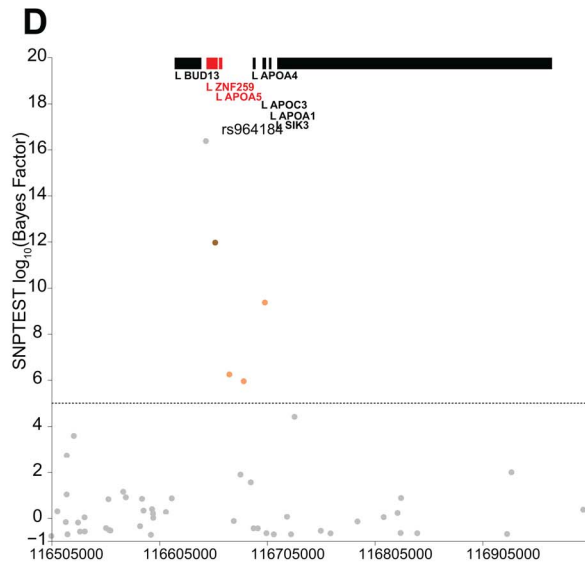 D
SNPTEST log10(Bayes Factor)
20
18
16
14
12
10
8
6
4
2
0
−1
L BUD13
L APOA4
L ZNF259
L APOA5
L APOC3
L APOA1
L SIK3
rs964184
116505000
116605000
116705000
116805000
116905000